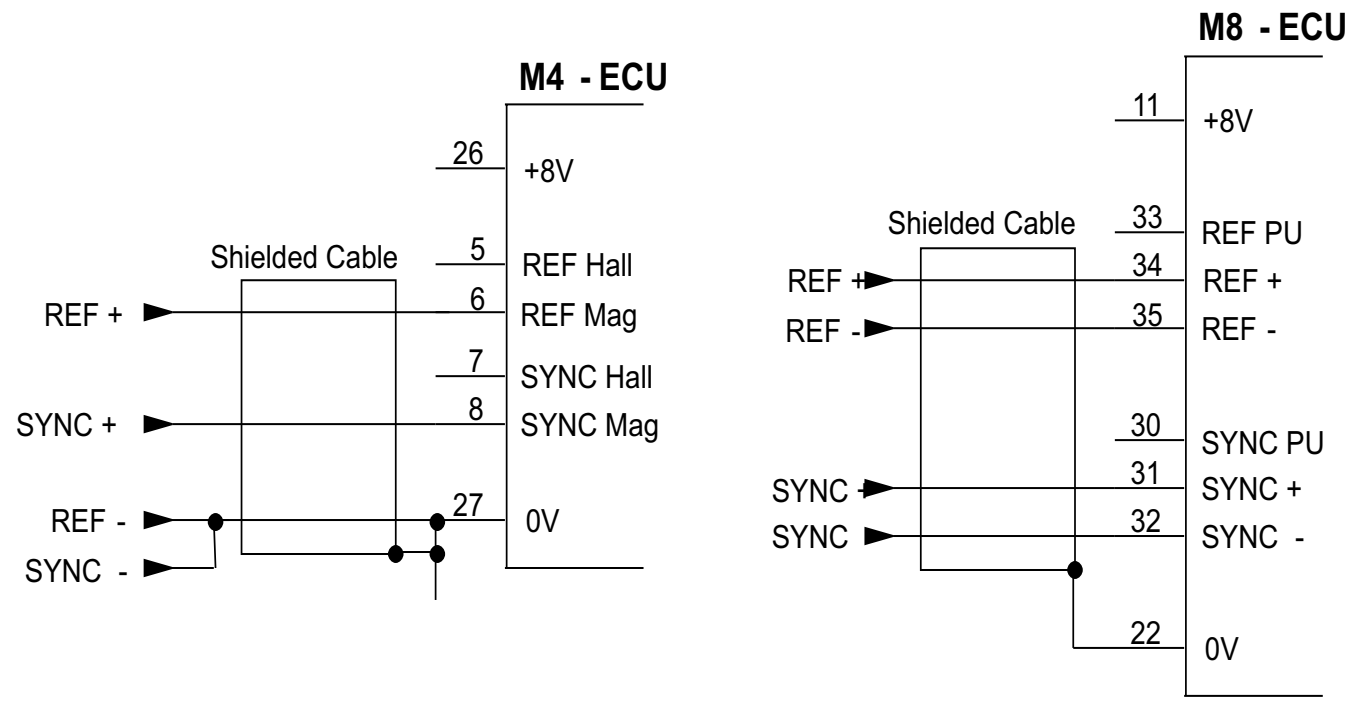 M4 - ECU
26
+8V
Shielded Cable
5
REF Hall
REF +
6
REF Mag
7
SYNC Hall
SYNC +
8
SYNC Mag
REF -
27
0V
SYNC -
M8 - ECU
11
+8V
Shielded Cable
33
REF PU
REF +
34
REF +
REF -
35
REF -
30
SYNC PU
SYNC +
31
SYNC +
SYNC
32
SYNC -
22
0V